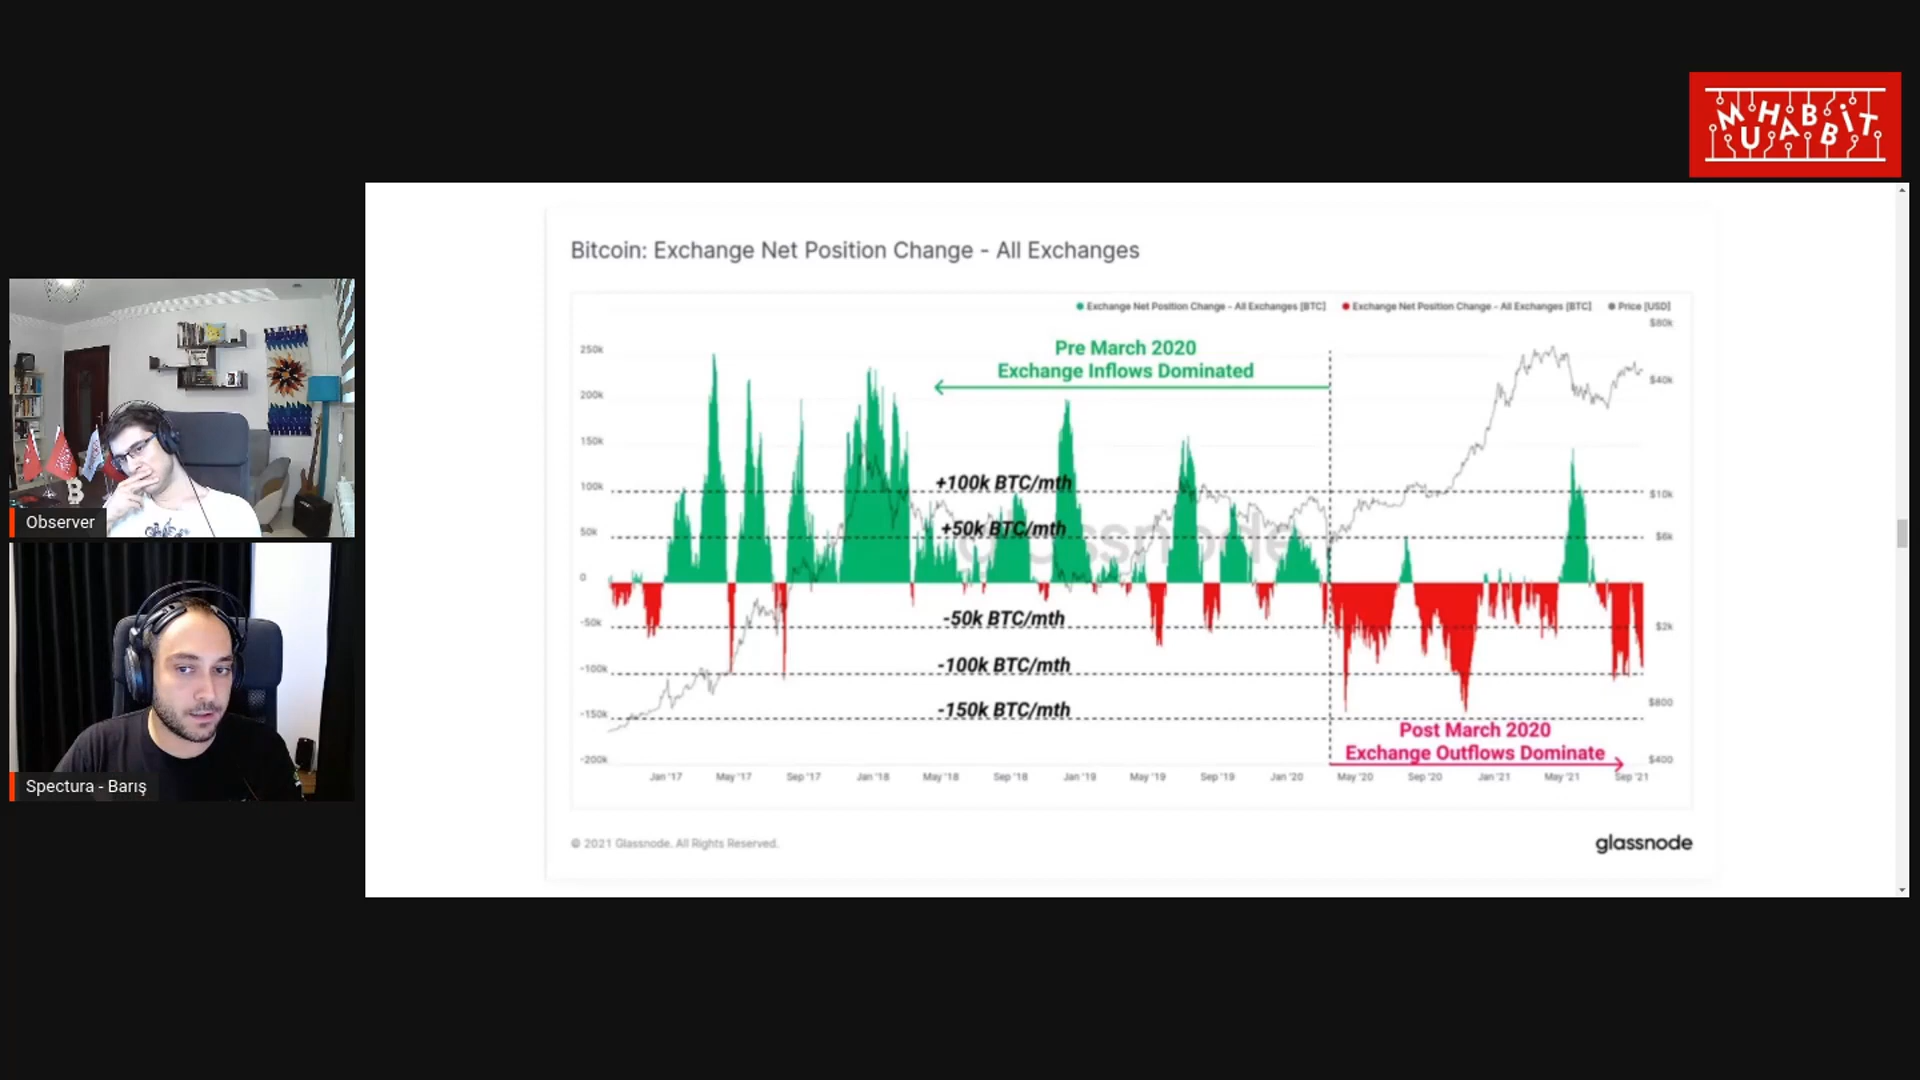 MUHABBİT
Bitcoin: Exchange Net Position Change - All Exchanges
Exchange Net Position Change - All Exchanges [BTC] Exchange Net Position Change - All Exchanges [BTC] Price [USD]
$80k
Pre March 2020
250k
Exchange Inflows Dominated
$40k
200k
150k
100k
+100k BTC/mth
$10k
50k
+50k BTC/mth
glassnode
$6k
0
-50k
-50k BTC/mth
$2k
-100k
-100k BTC/mth
$800
-150k
-150k BTC/mth
Post March 2020
Exchange Outflows Dominate
-200k
$400
Jan '17 May '17 Sep '17 Jan '18 May '18 Sep '18 Jan '19 May '19 Sep '19 Jan '20 May '20 Sep '20 Jan '21 May '21 Sep '21
© 2021 Glassnode. All Rights Reserved.
glassnode
Observer
Spectura - Barış